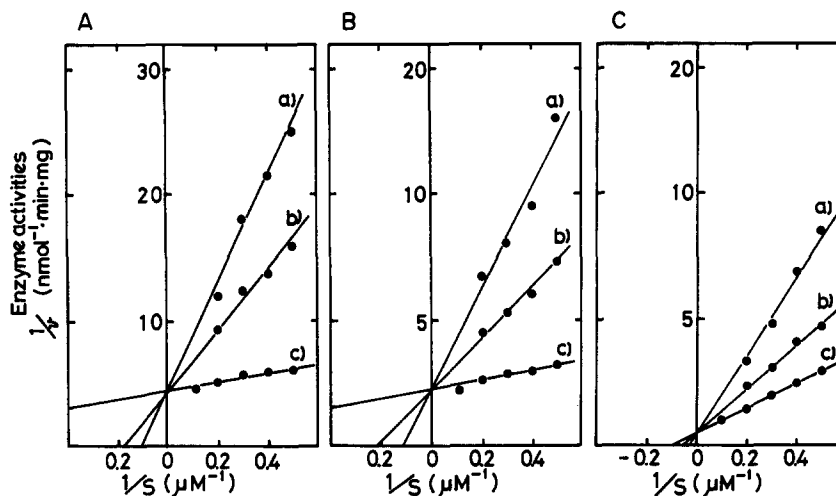 A
B
C
Enzyme activities
1/v (nmol⁻¹·min·mg)
30
20
10
a)
b)
c)
0.2 0 0.2 0.4
1/S (μM⁻¹)
20
10
5
a)
b)
c)
0.2 0 0.2 0.4
1/S (μM⁻¹)
20
10
5
a)
b)
c)
-0.2 0 0.2 0.4
1/S (μM⁻¹)